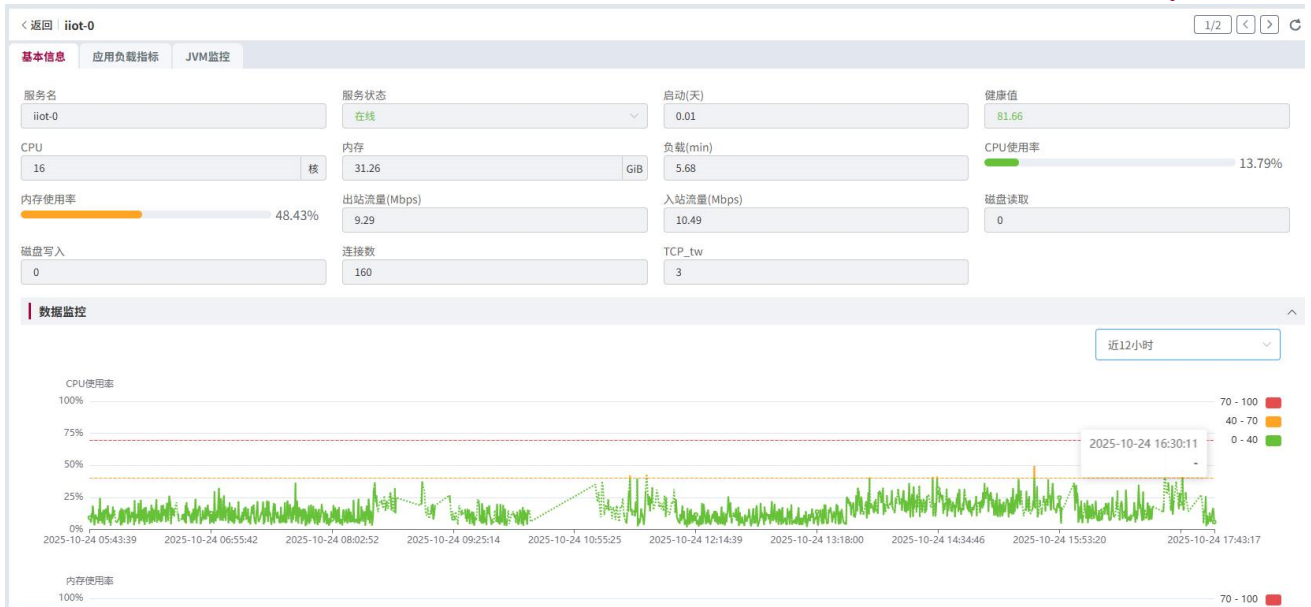 返回 iiot-0 1/2
基本信息 应用负载指标 JVM监控
服务名 服务状态 启动(天) 健康值
iiot-0 在线 0.01 81.66
CPU 内存 负载(min) CPU使用率
16 核 31.26 GiB 5.68 13.79%
内存使用率 出站流量(Mbps) 入站流量(Mbps) 磁盘读取
48.43% 9.29 10.49 0
磁盘写入 连接数 TCP_tw
0 160 3
数据监控
近12小时
CPU使用率
100% 70 - 100
40 - 70
75% 0 - 40
2025-10-24 16:30:11
50% -
25%
0%
2025-10-24 05:43:39 2025-10-24 06:55:42 2025-10-24 08:02:52 2025-10-24 09:25:14 2025-10-24 10:55:25 2025-10-24 12:14:39 2025-10-24 13:18:00 2025-10-24 14:34:46 2025-10-24 15:53:20 2025-10-24 17:43:17
内存使用率
100% 70 - 100